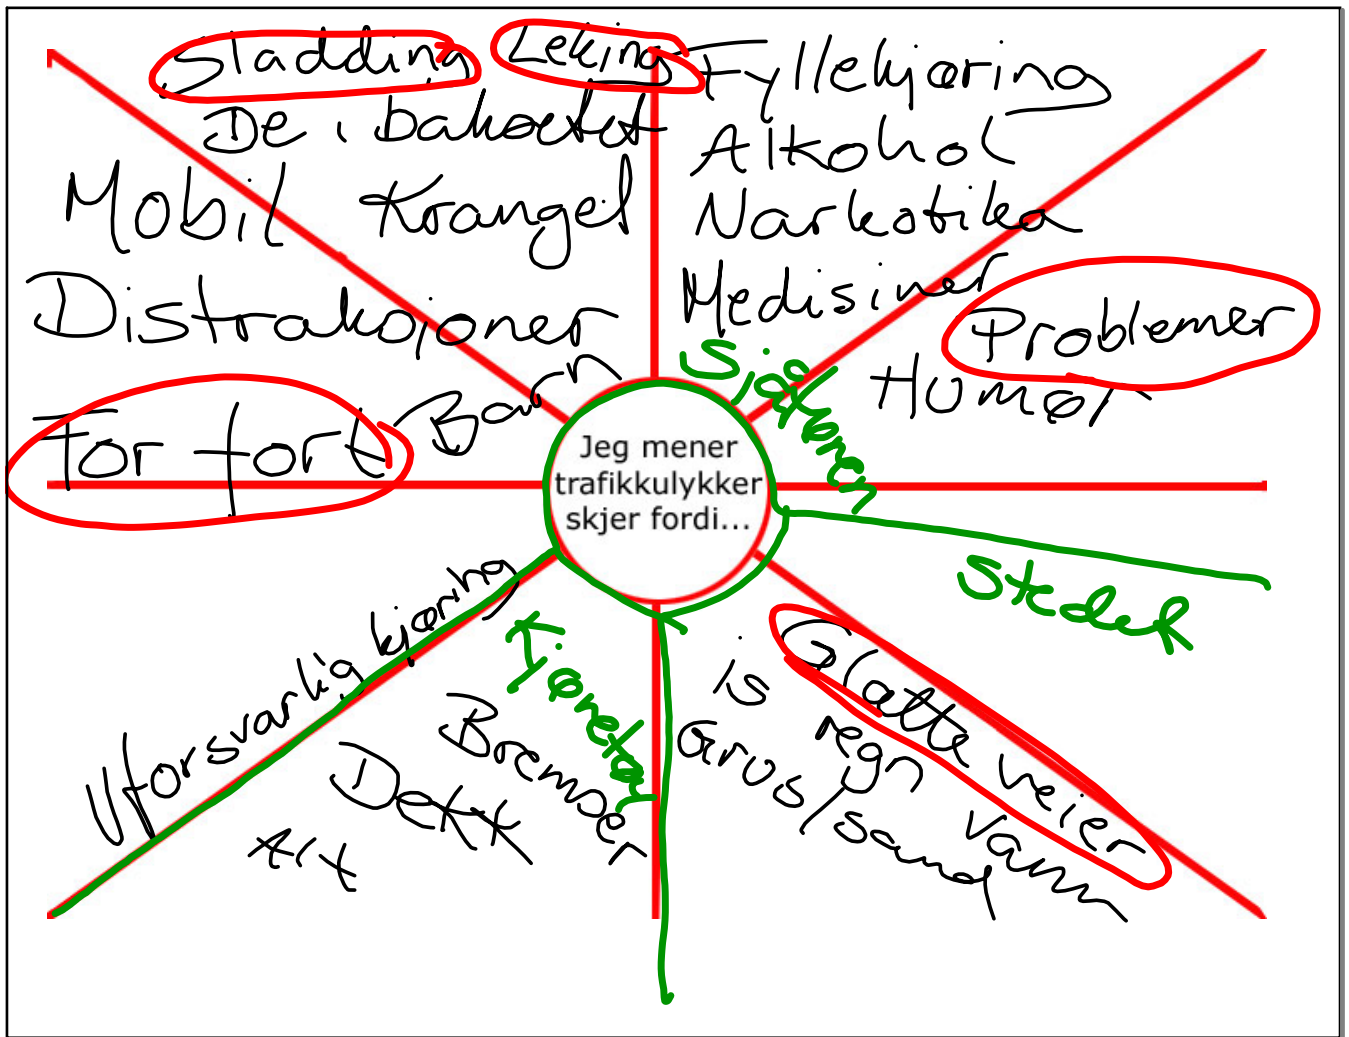 Sladding Leking
Fyllekjøring
De i baksetet
Alkohol
Mobil Krangel
Narkotika
Distraksjoner
Medisiner
Problemer
Humør
For fort
Barn
Sjåføren
Jeg mener
trafikkulykker
skjer fordi...
Stedet
Uforsvarlig kjøring
Kjøretøy
Bremser
Dekk
Alt
Glatte veier
is regn vann
Grus/sand